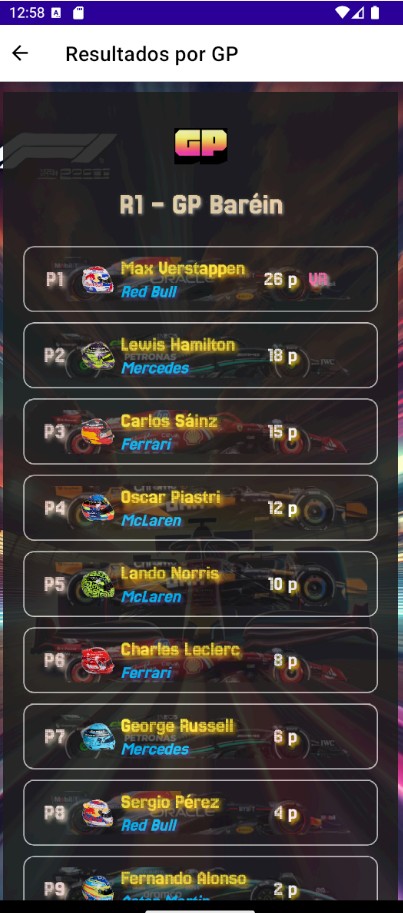 12:58
Resultados por GP
GP
R1 - GP Baréin
P1 Max Verstappen 26 p VR
Red Bull
P2 Lewis Hamilton 18 p
Mercedes
P3 Carlos Sáinz 15 p
Ferrari
P4 Oscar Piastri 12 p
McLaren
P5 Lando Norris 10 p
McLaren
P6 Charles Leclerc 8 p
Ferrari
P7 George Russell 6 p
Mercedes
P8 Sergio Pérez 4 p
Red Bull
P9 Fernando Alonso 2 p
Aston Martin